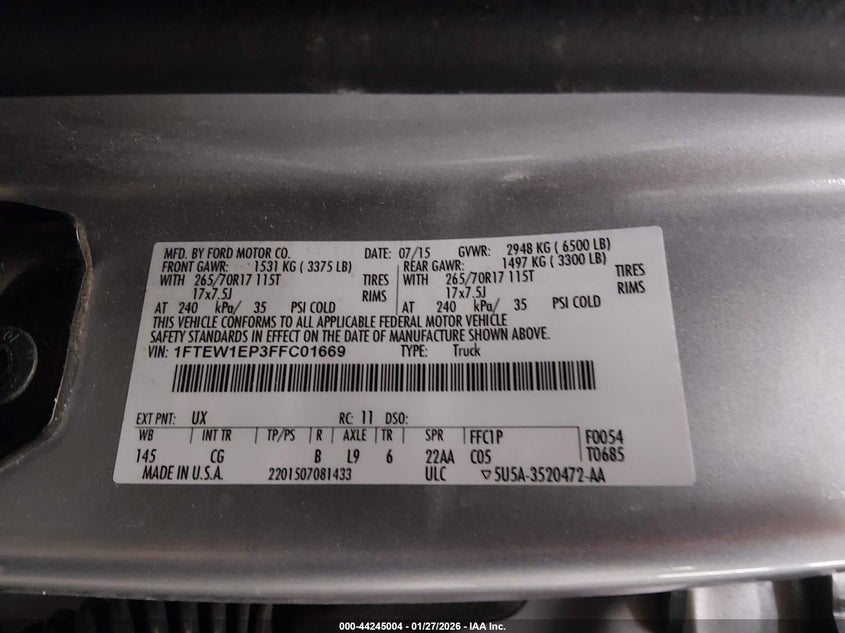 MFD. BY FORD MOTOR CO. DATE: 07/15 GVWR: 2948 KG ( 6500 LB)
FRONT GAWR: 1531 KG ( 3375 LB) REAR GAWR: 1497 KG ( 3300 LB)
WITH 265/70R17 115T TIRES WITH 265/70R17 115T TIRES
17x7.5J RIMS 17x7.5J RIMS
AT 240 kPa/ 35 PSI COLD AT 240 kPa/ 35 PSI COLD
THIS VEHICLE CONFORMS TO ALL APPLICABLE FEDERAL MOTOR VEHICLE
SAFETY STANDARDS IN EFFECT ON THE DATE OF MANUFACTURE SHOWN ABOVE.
VIN: 1FTEW1EP3FFC01669 TYPE: Truck
EXT PNT: UX RC: 11 DSO:
WB INT TR TP/PS R AXLE TR SPR FFC1P F0054
145 CG B L9 6 22AA C05 T0685
MADE IN U.S.A. 2201507081433 ULC ▽5U5A-3520472-AA
000-44245004 - 01/27/2026 - IAA Inc.